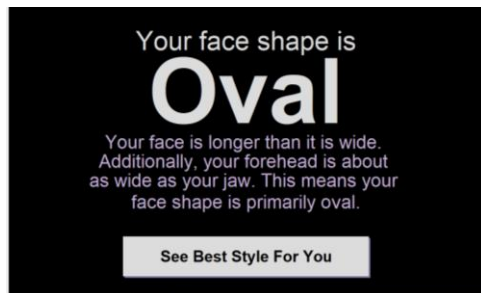 Your face shape is
Oval
Your face is longer than it is wide.
Additionally, your forehead is about
as wide as your jaw. This means your
face shape is primarily oval.
See Best Style For You